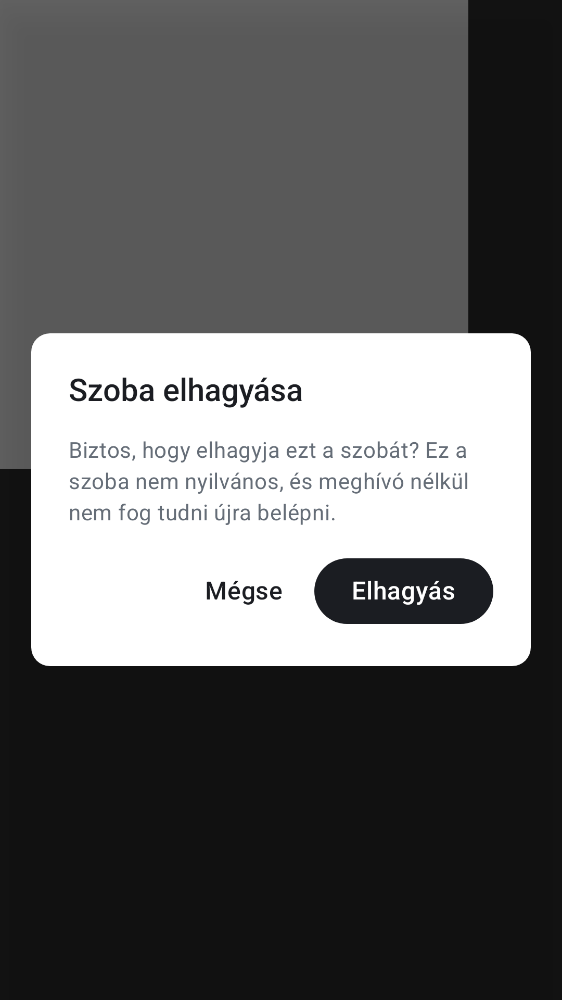 Szoba elhagyása
Biztos, hogy elhagyja ezt a szobát? Ez a
szoba nem nyilvános, és meghívó nélkül
nem fog tudni újra belépni.
Mégse
Elhagyás